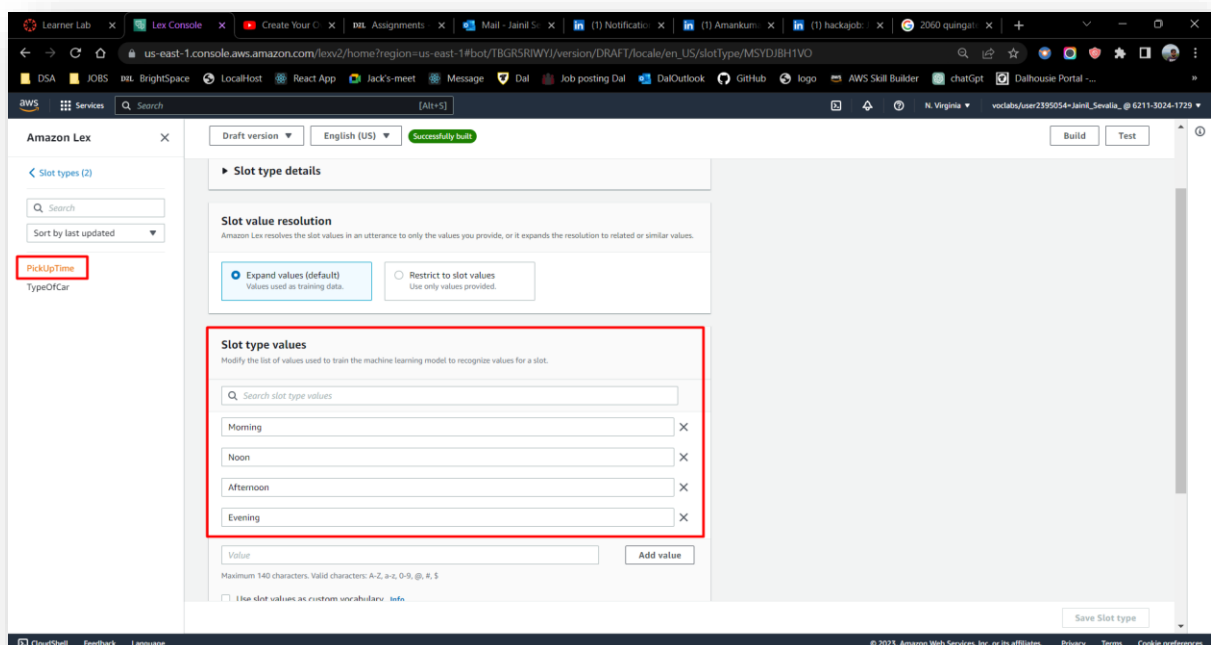 Learner Lab
Lex Console
Create Your C
D2L Assignments -
Mail - Jainil Se
(1) Notificatio
(1) Amankum
(1) hackajob:
2060 quingat
us-east-1.console.aws.amazon.com/lexv2/home?region=us-east-1#bot/TBGR5RIWYJ/version/DRAFT/locale/en_US/slotType/MSYDJBH1VO
DSA JOBS D2L BrightSpace LocalHost React App Jack's-meet Message Dal Job posting Dal DalOutlook GitHub logo AWS Skill Builder chatGpt Dalhousie Portal -... »
aws Services Search [Alt+S] N. Virginia voclabs/user2395054=Jainil_Sevalia_ @ 6211-3024-1729
Amazon Lex
Draft version English (US) Successfully built Build Test
Slot types (2)
Search
Sort by last updated
PickUpTime
TypeOfCar
Slot type details
Slot value resolution
Amazon Lex resolves the slot values in an utterance to only the values you provide, or it expands the resolution to related or similar values.
Expand values (default)
Values used as training data.
Restrict to slot values
Use only values provided.
Slot type values
Modify the list of values used to train the machine learning model to recognize values for a slot.
Search slot type values
Morning
Noon
Afternoon
Evening
Value
Add value
Maximum 140 characters. Valid characters: A-Z, a-z, 0-9, @, #, $
Use slot values as custom vocabulary Info
Save Slot type
CloudShell Feedback Language © 2023, Amazon Web Services, Inc. or its affiliates. Privacy Terms Cookie preferences